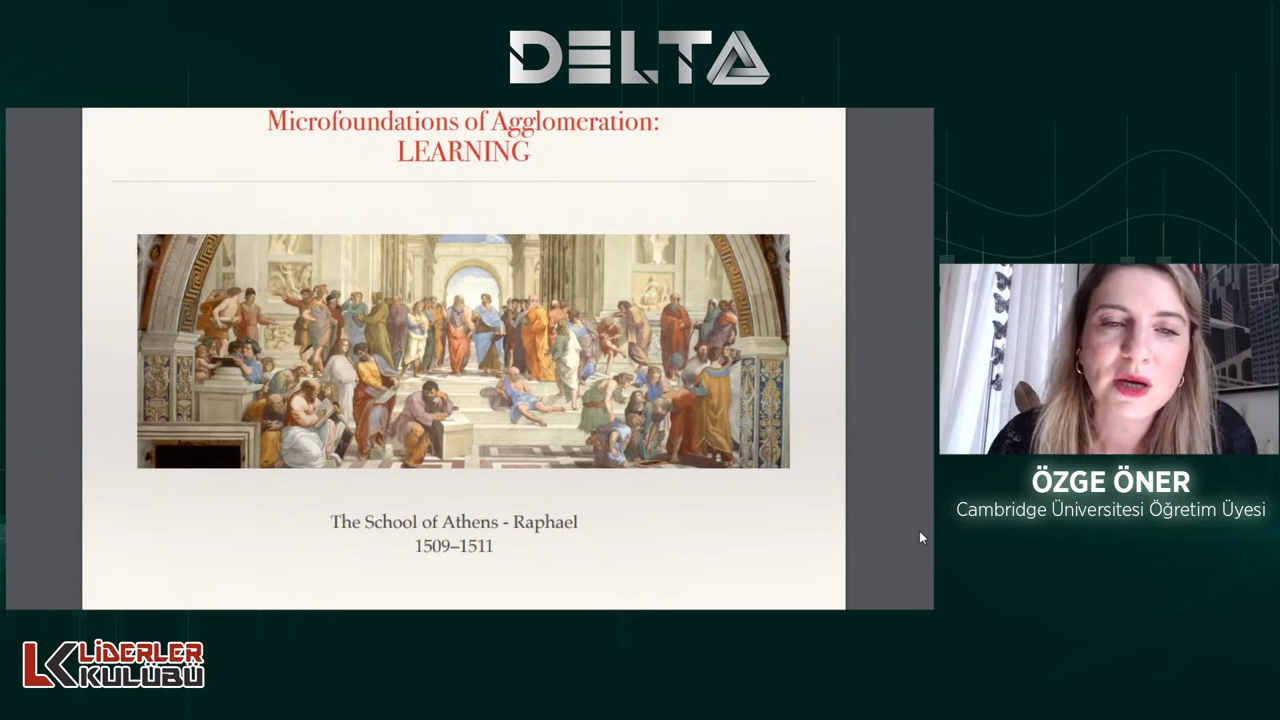 DELTA
Microfoundations of Agglomeration:
LEARNING
The School of Athens - Raphael
1509–1511
ÖZGE ÖNER
Cambridge Üniversitesi Öğretim Üyesi
LK LİDERLER
KULÜBÜ